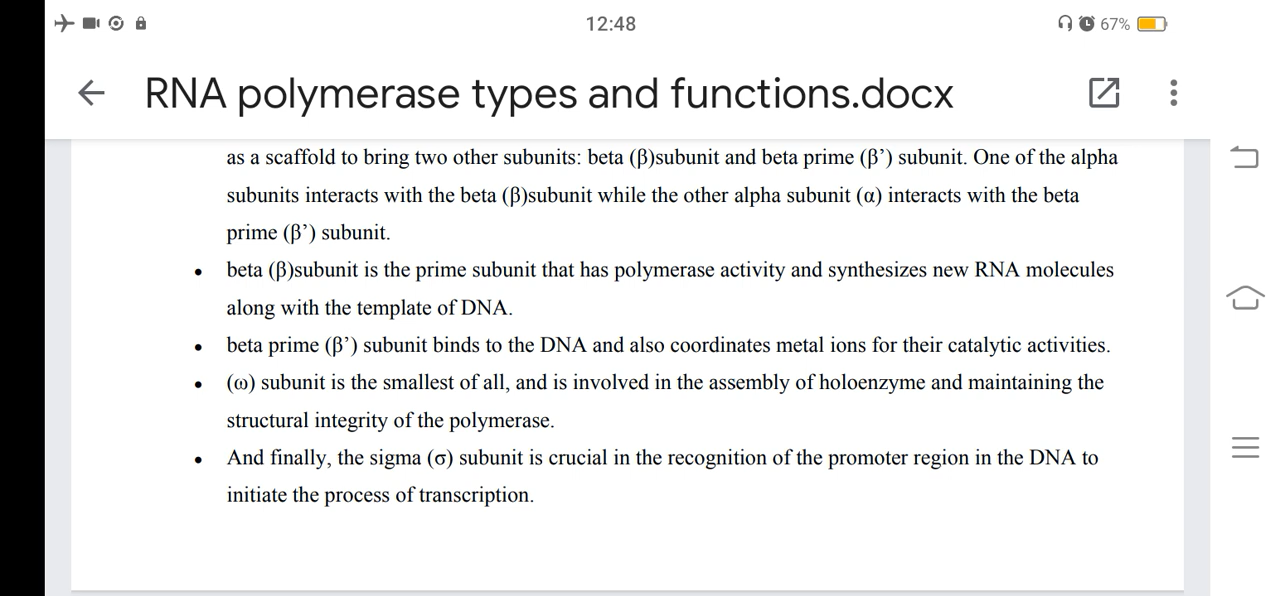 12:48
67%
RNA polymerase types and functions.docx
as a scaffold to bring two other subunits: beta (β)subunit and beta prime (β’) subunit. One of the alpha
subunits interacts with the beta (β)subunit while the other alpha subunit (α) interacts with the beta
prime (β’) subunit.
• beta (β)subunit is the prime subunit that has polymerase activity and synthesizes new RNA molecules
along with the template of DNA.
• beta prime (β’) subunit binds to the DNA and also coordinates metal ions for their catalytic activities.
• (ω) subunit is the smallest of all, and is involved in the assembly of holoenzyme and maintaining the
structural integrity of the polymerase.
• And finally, the sigma (σ) subunit is crucial in the recognition of the promoter region in the DNA to
initiate the process of transcription.